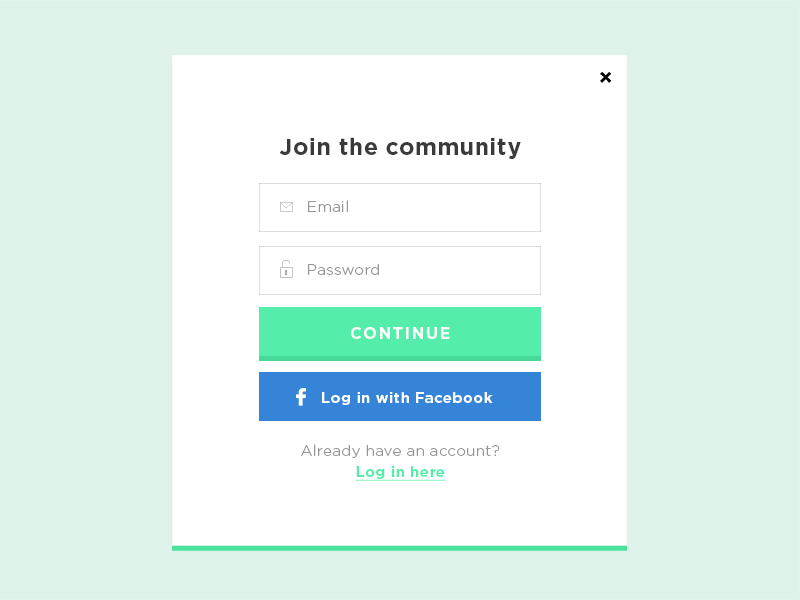 Join the community
Email
Password
CONTINUE
Log in with Facebook
Already have an account?
Log in here